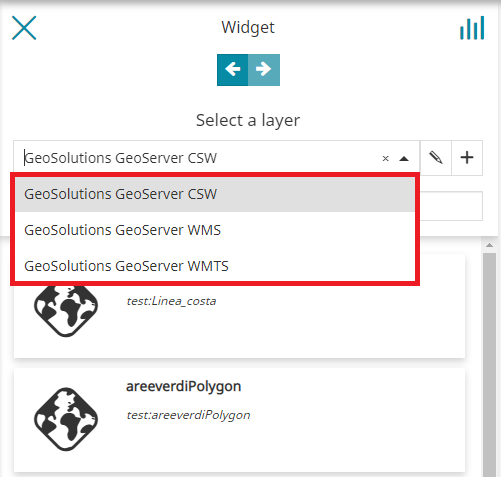 Widget
Select a layer
GeoSolutions GeoServer CSW
GeoSolutions GeoServer CSW
GeoSolutions GeoServer WMS
GeoSolutions GeoServer WMTS
test:Linea_costa
areeverdiPolygon
test:areeverdiPolygon